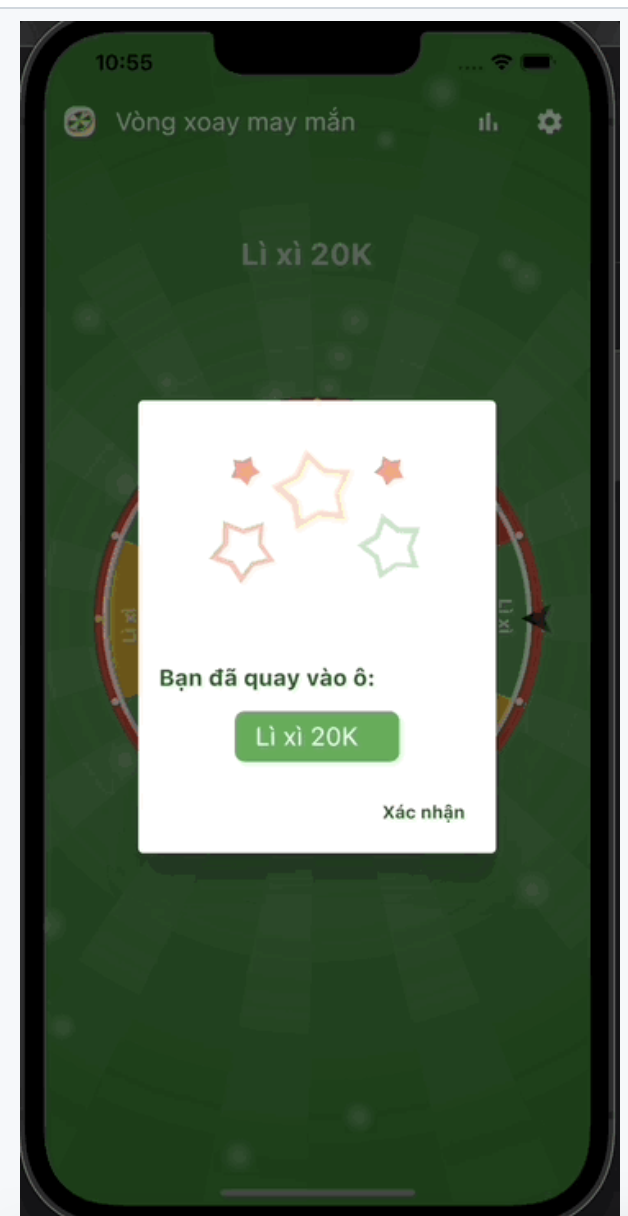 10:55
Vòng xoay may mắn
Lì xì 20K
Lì xì
Lì xì
Bạn đã quay vào ô:
Lì xì 20K
Xác nhận